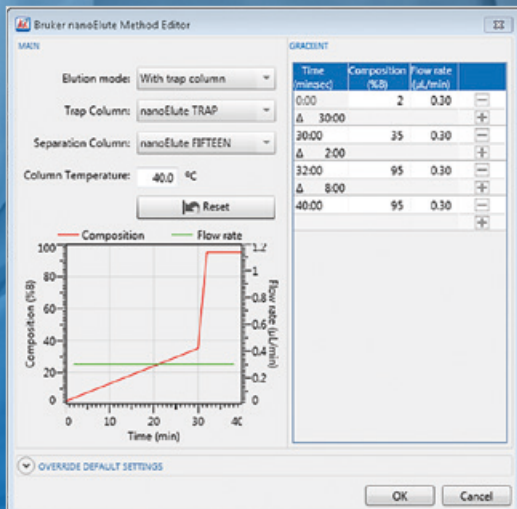 Bruker nanoElute Method Editor
MAIN
Elution mode: With trap column
Trap Column: nanoElute TRAP
Separation Column: nanoElute FIFTEEN
Column Temperature: 40.0 ºC
Reset
Composition Flow rate
100 1.2
80 1
60 0.8
0.6
40 0.4
20 0.2
0 0
0 10 20 30 40
Composition (%B)
Flow rate (µL/min)
Time (min)
GRADIENT
Time Composition Flow rate
(min:sec) (%B) (µL/min)
0:00 2 0.30
Δ 30:00
30:00 35 0.30
Δ 2:00
32:00 95 0.30
Δ 8:00
40:00 95 0.30
OVERRIDE DEFAULT SETTINGS
OK Cancel